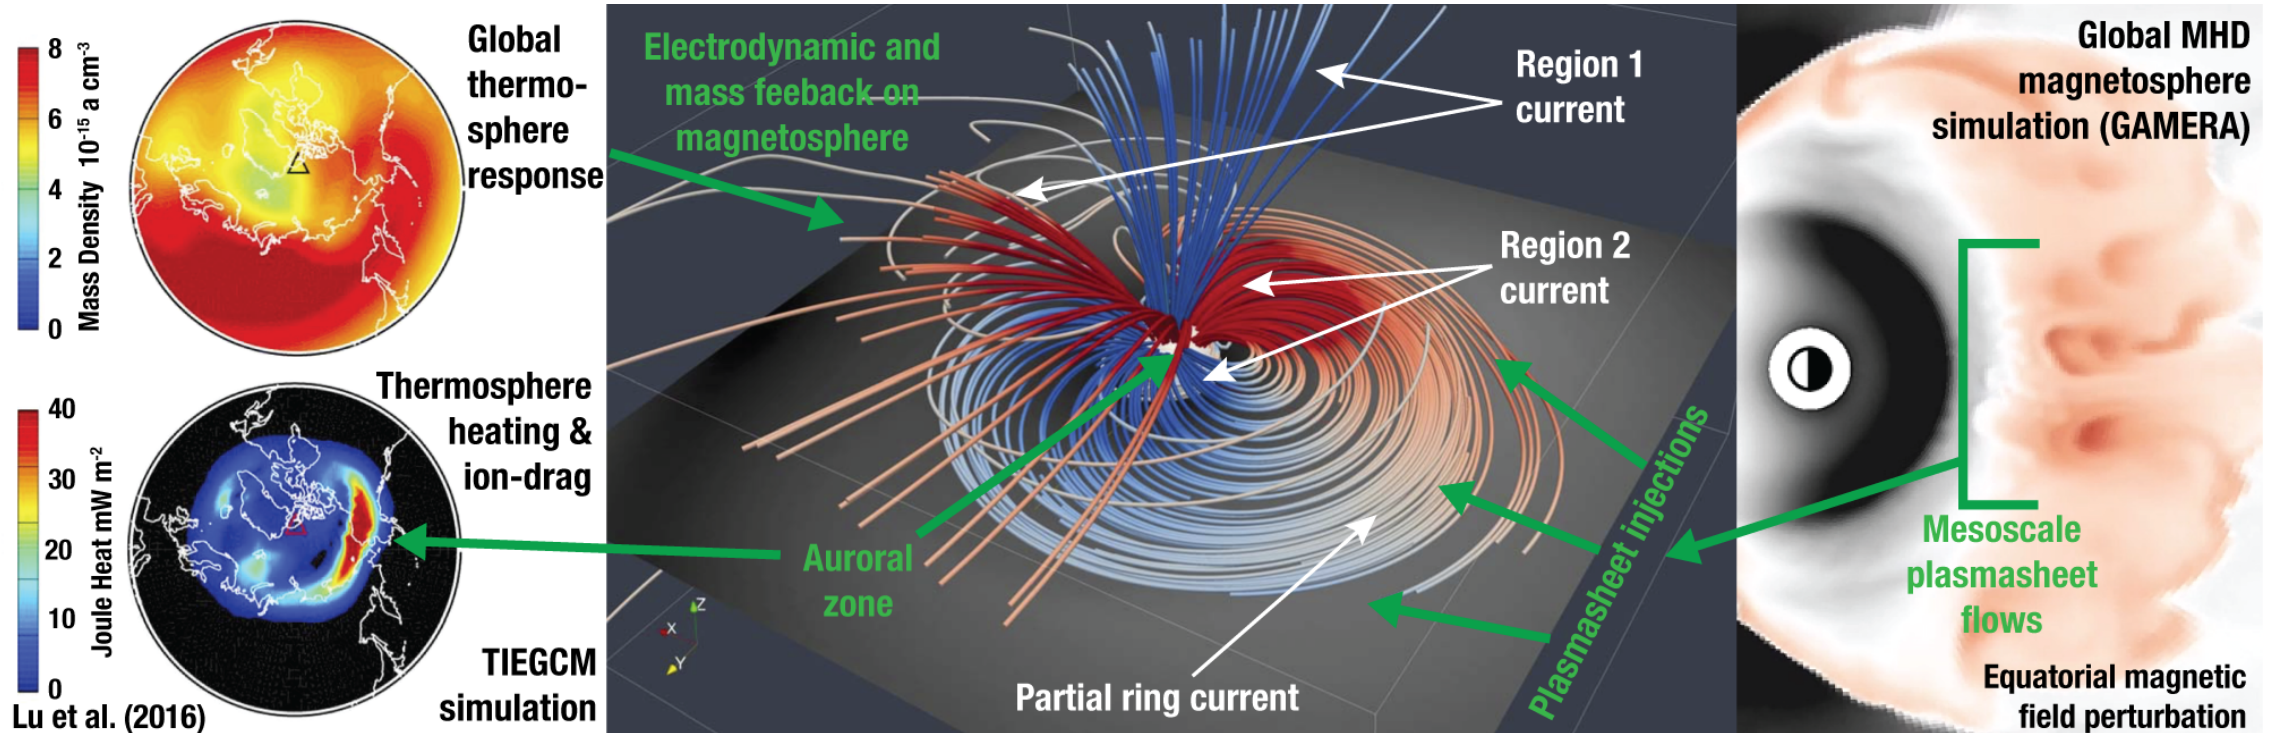 8
6
4
2
0
Mass Density 10⁻¹⁵ a cm⁻³
Global
thermo-
sphere
response
40
30
20
10
0
Joule Heat mW m⁻²
Thermosphere
heating &
ion-drag
TIEGCM
simulation
Lu et al. (2016)
Electrodynamic and
mass feeback on
magnetosphere
Region 1
current
Region 2
current
Auroral
zone
Partial ring current
Plasmasheet injections
Z
X
Y
Global MHD
magnetosphere
simulation (GAMERA)
Mesoscale
plasmasheet
flows
Equatorial magnetic
field perturbation